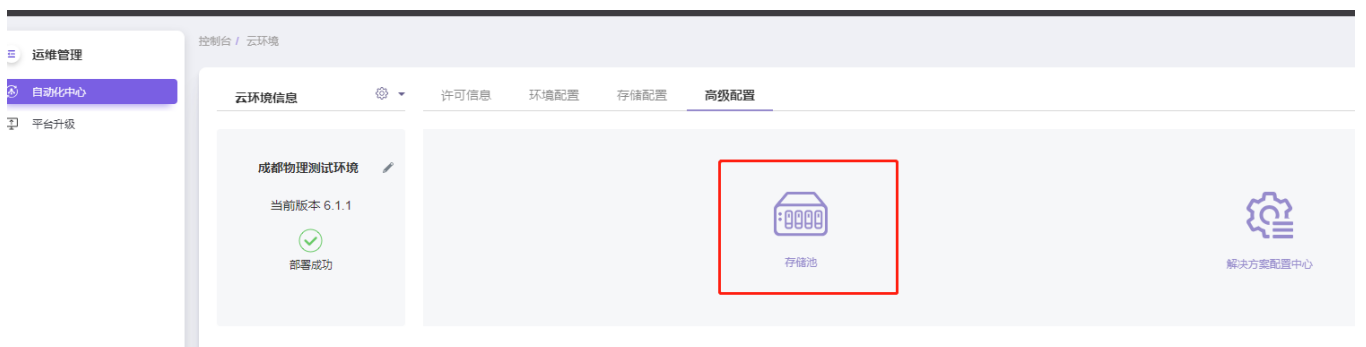 控制台 / 云环境
运维管理
自动化中心
平台升级
云环境信息
许可信息
环境配置
存储配置
高级配置
成都物理测试环境
当前版本 6.1.1
部署成功
存储池
解决方案配置中心